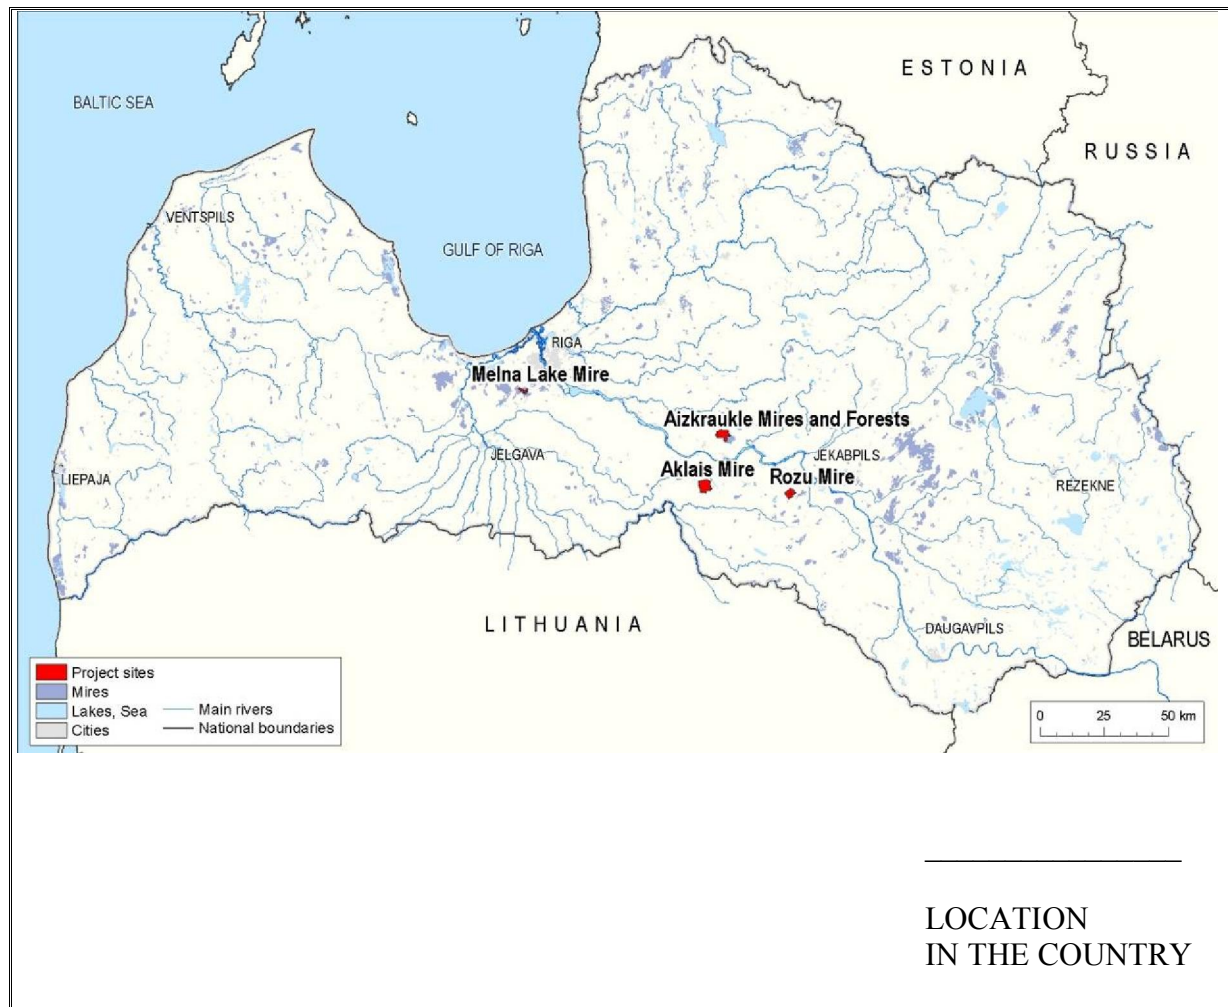 ESTONIA
BALTIC SEA
RUSSIA
VENTSPILS
GULF OF RIGA
RIGA
Melna Lake Mire
Aizkraukle Mires and Forests
JELGAVA
JEKABPILS
Aklais Mire
Rozu Mire
LIEPAJA
REZEKNE
LITHUANIA
DAUGAVPILS
BELARUS
Project sites
Mires
Lakes, Sea
Main rivers
Cities
National boundaries
0 25 50 km
LOCATION
IN THE COUNTRY